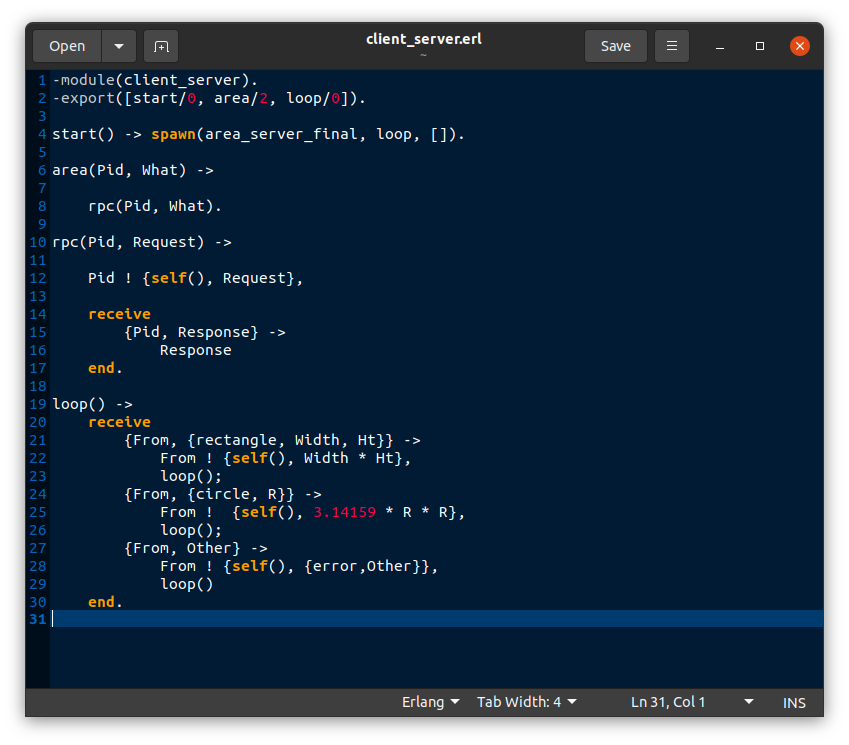 Open
client_server.erl
~
Save
1 -module(client_server).
2 -export([start/0, area/2, loop/0]).
3
4 start() -> spawn(area_server_final, loop, []).
5
6 area(Pid, What) ->
7
8     rpc(Pid, What).
9
10 rpc(Pid, Request) ->
11
12     Pid ! {self(), Request},
13
14     receive
15         {Pid, Response} ->
16             Response
17     end.
18
19 loop() ->
20     receive
21         {From, {rectangle, Width, Ht}} ->
22             From ! {self(), Width * Ht},
23             loop();
24         {From, {circle, R}} ->
25             From !  {self(), 3.14159 * R * R},
26             loop();
27         {From, Other} ->
28             From ! {self(), {error,Other}},
29             loop()
30     end.
31
Erlang Tab Width: 4 Ln 31, Col 1 INS